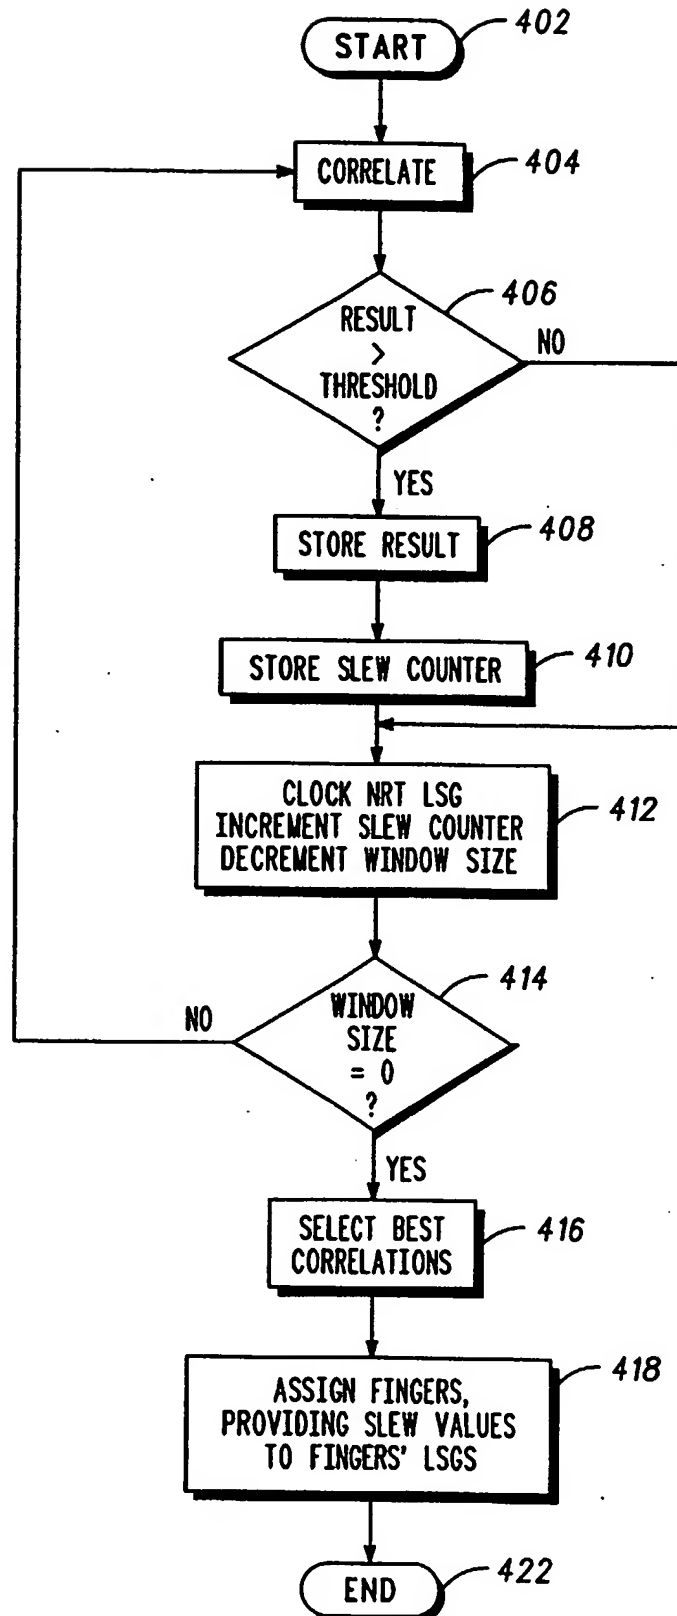 START
402
CORRELATE
404
406
RESULT
>
THRESHOLD
?
NO
YES
STORE RESULT
408
STORE SLEW COUNTER
410
CLOCK NRT LSG
INCREMENT SLEW COUNTER
DECREMENT WINDOW SIZE
412
414
WINDOW
SIZE
= 0
?
NO
YES
SELECT BEST
CORRELATIONS
416
ASSIGN FINGERS,
PROVIDING SLEW VALUES
TO FINGERS' LSGS
418
END
422